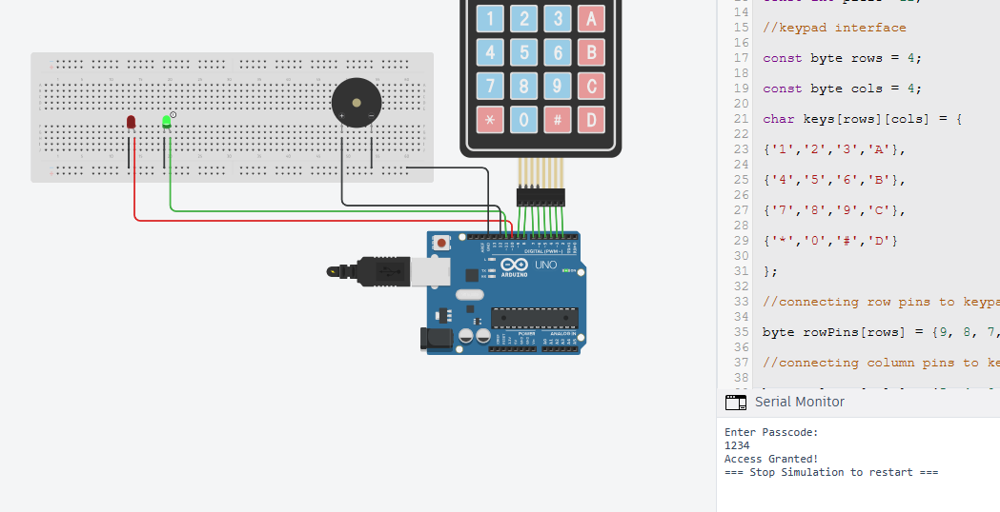 1 2 3 A
4 5 6 B
7 8 9 C
* 0 # D
DIGITAL (PWM~)
UNO
ARDUINO
POWER
ANALOG IN
14
15 //keypad interface
16
17 const byte rows = 4;
18
19 const byte cols = 4;
20
21 char keys[rows][cols] = {
22
23 {'1','2','3','A'},
24
25 {'4','5','6','B'},
26
27 {'7','8','9','C'},
28
29 {'*','0','#','D'}
30
31 };
32
33 //connecting row pins to keypa
34
35 byte rowPins[rows] = {9, 8, 7,
36
37 //connecting column pins to ke
38
Serial Monitor
Enter Passcode:
1234
Access Granted!
=== Stop Simulation to restart ===